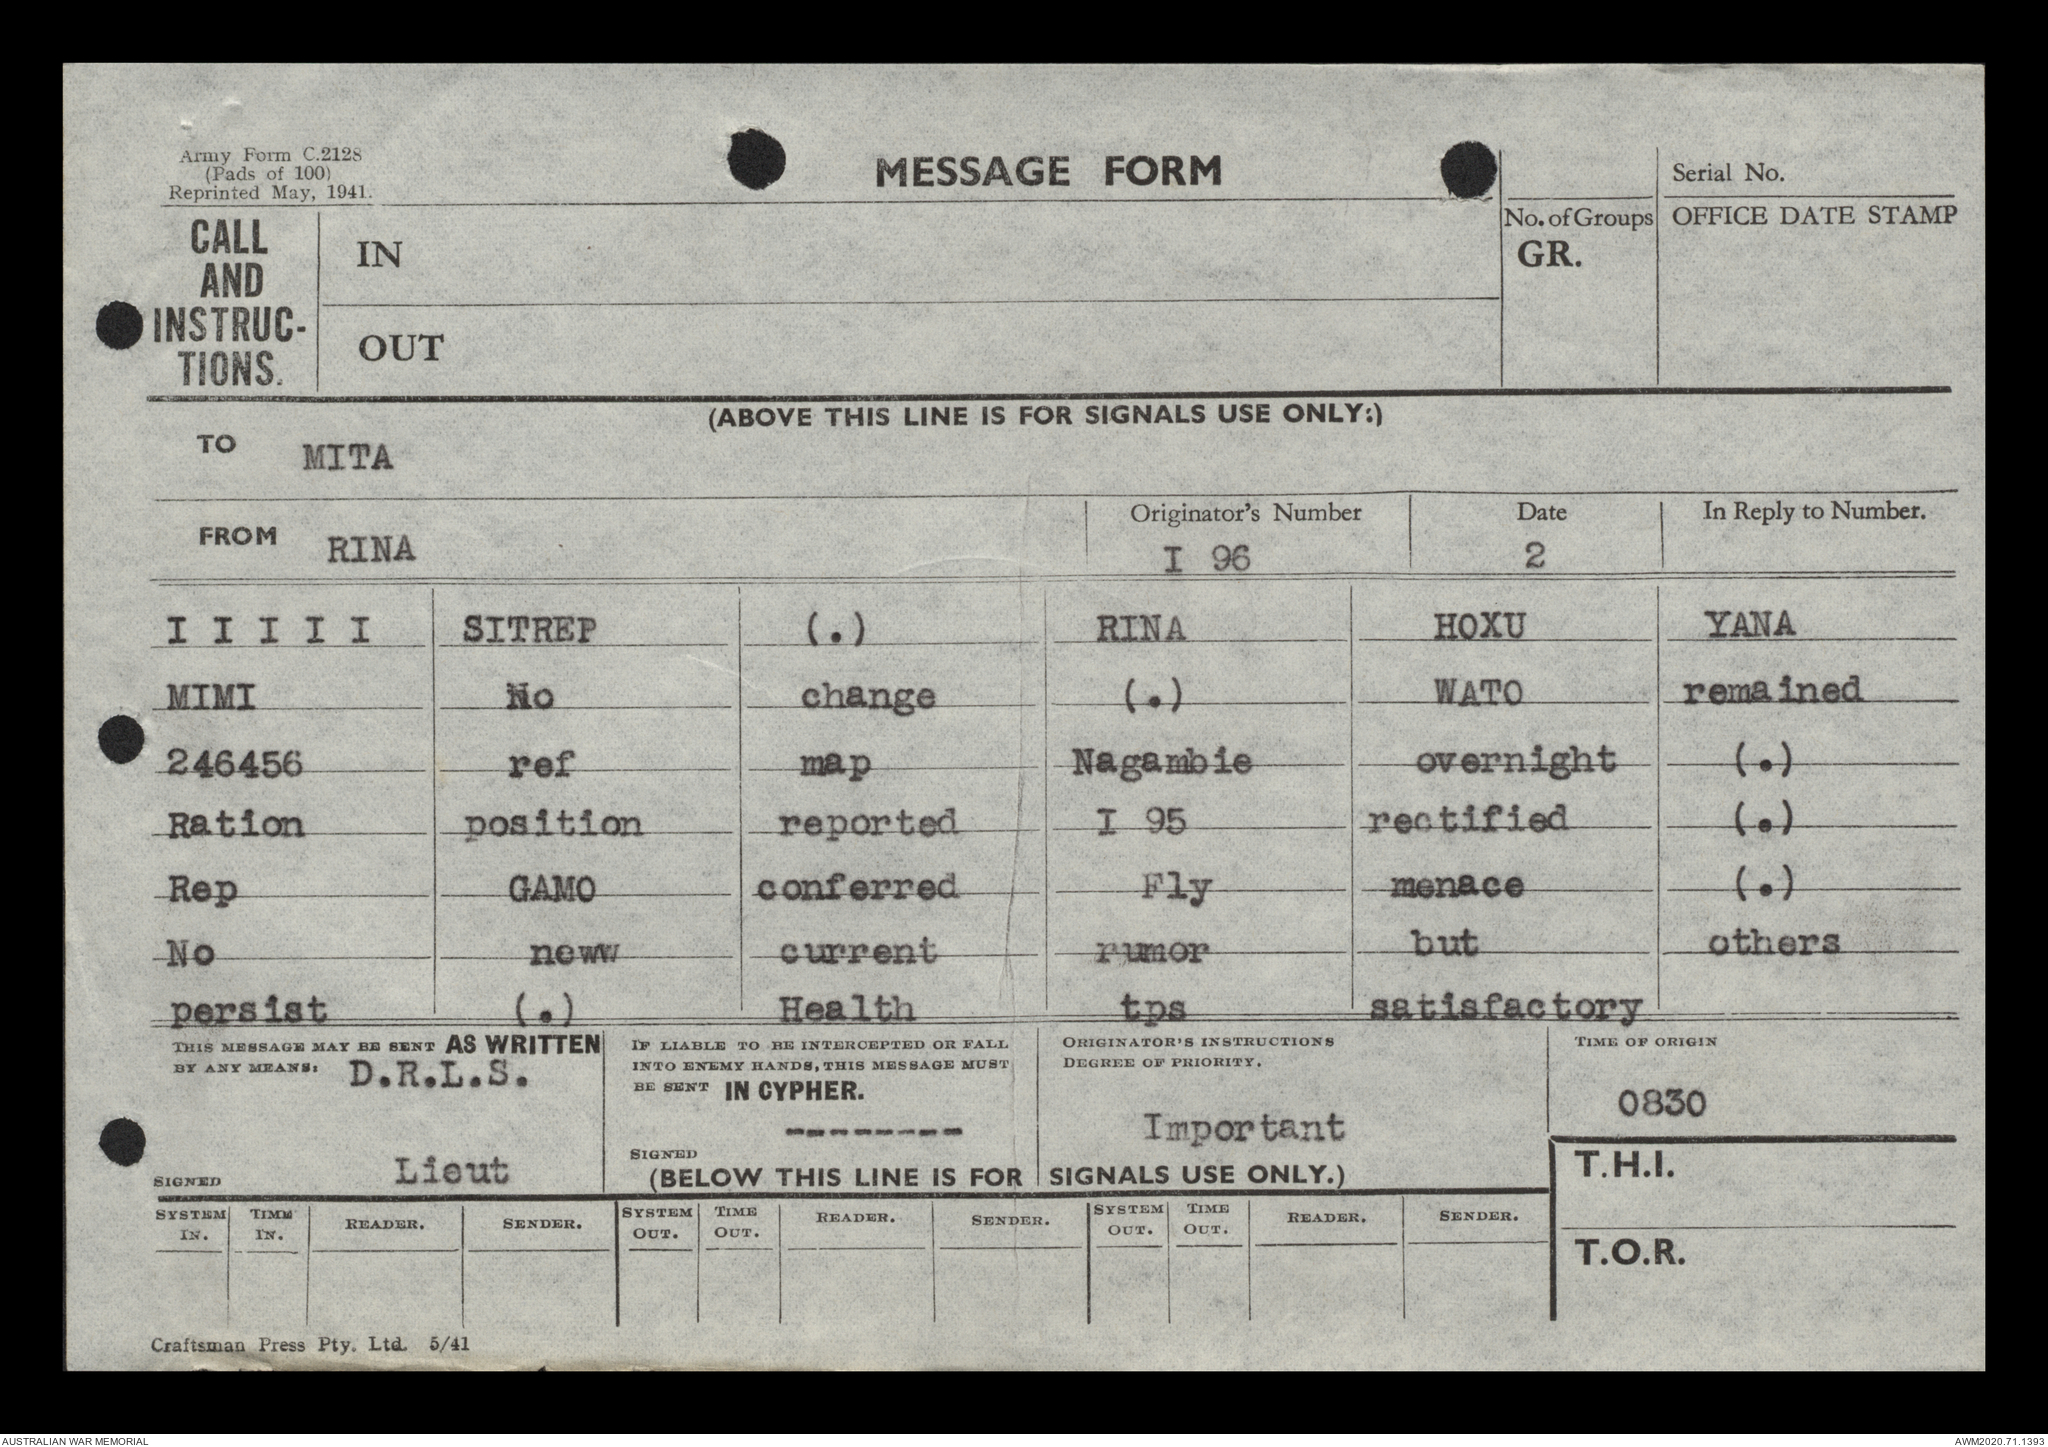 Army Form C.2128
(Pads of 100)
Reprinted May, 1941.
MESSAGE FORM
Serial No.
CALL AND INSTRUC- TIONS.
IN
No. of Groups
GR.
OFFICE DATE STAMP
OUT
(ABOVE THIS LINE IS FOR SIGNALS USE ONLY:)
TO MITA
FROM RINA
Originator's Number
I 96
Date
2
In Reply to Number.
I I I I I SITREP (.) RINA HOXU YANA
MIMI No change (.) WATO remained
246456 ref map Nagambie overnight (.)
Ration position reported I 95 rectified (.)
Rep GAMO conferred Fly menace (.)
No neww current rumor but others
persist (.) Health tps satisfactory
THIS MESSAGE MAY BE SENT AS WRITTEN
BY ANY MEANS: D.R.L.S.
SIGNED Lieut
IF LIABLE TO BE INTERCEPTED OR FALL
INTO ENEMY HANDS, THIS MESSAGE MUST
BE SENT IN CYPHER.
--------
SIGNED
ORIGINATOR'S INSTRUCTIONS
DEGREE OF PRIORITY.
Important
TIME OF ORIGIN
0830
(BELOW THIS LINE IS FOR SIGNALS USE ONLY.)
T.H.I.
T.O.R.
SYSTEM IN. TIMM IN. READER. SENDER. SYSTEM OUT. TIME OUT. READER. SENDER. SYSTEM OUT. TIME OUT. READER. SENDER.
Craftsman Press Pty. Ltd. 5/41
AUSTRALIAN WAR MEMORIAL
AWM2020.71.1393